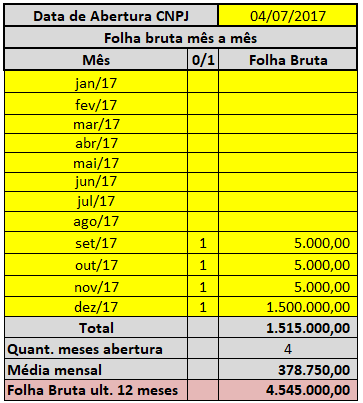 Data de Abertura CNPJ 04/07/2017
Folha bruta mês a mês
Mês 0/1 Folha Bruta
jan/17
fev/17
mar/17
abr/17
mai/17
jun/17
jul/17
ago/17
set/17 1 5.000,00
out/17 1 5.000,00
nov/17 1 5.000,00
dez/17 1 1.500.000,00
Total 1.515.000,00
Quant. meses abertura 4
Média mensal 378.750,00
Folha Bruta ult. 12 meses 4.545.000,00